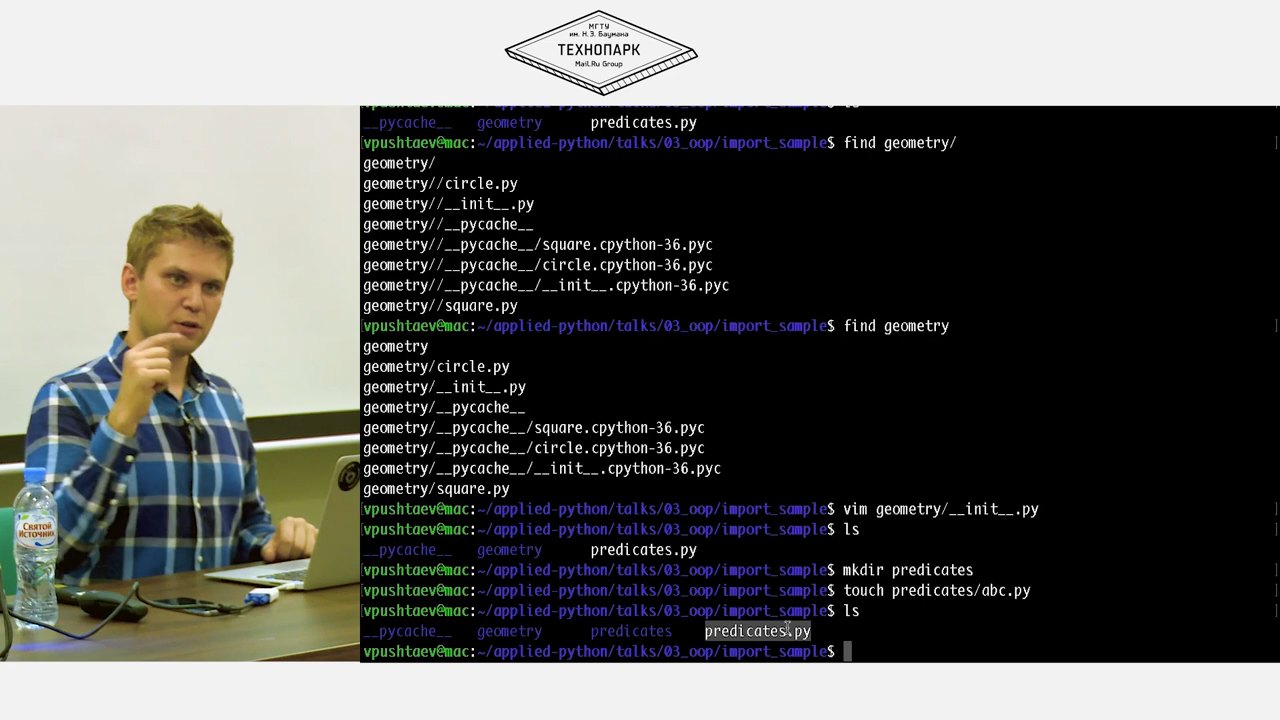 МГТУ
им. Н.Э. Баумана
ТЕХНОПАРК
Mail.Ru Group
__pycache__ geometry predicates.py
vpushtaev@mac:~/applied-python/talks/03_oop/import_sample$ find geometry/
geometry/
geometry//circle.py
geometry//__init__.py
geometry//__pycache__
geometry//__pycache__/square.cpython-36.pyc
geometry//__pycache__/circle.cpython-36.pyc
geometry//__pycache__/__init__.cpython-36.pyc
geometry//square.py
vpushtaev@mac:~/applied-python/talks/03_oop/import_sample$ find geometry
geometry
geometry/circle.py
geometry/__init__.py
geometry/__pycache__
geometry/__pycache__/square.cpython-36.pyc
geometry/__pycache__/circle.cpython-36.pyc
geometry/__pycache__/__init__.cpython-36.pyc
geometry/square.py
vpushtaev@mac:~/applied-python/talks/03_oop/import_sample$ vim geometry/__init__.py
vpushtaev@mac:~/applied-python/talks/03_oop/import_sample$ ls
__pycache__ geometry predicates.py
vpushtaev@mac:~/applied-python/talks/03_oop/import_sample$ mkdir predicates
vpushtaev@mac:~/applied-python/talks/03_oop/import_sample$ touch predicates/abc.py
vpushtaev@mac:~/applied-python/talks/03_oop/import_sample$ ls
__pycache__ geometry predicates predicates.py
vpushtaev@mac:~/applied-python/talks/03_oop/import_sample$
СВЯТОЙ
ИСТОЧНИК